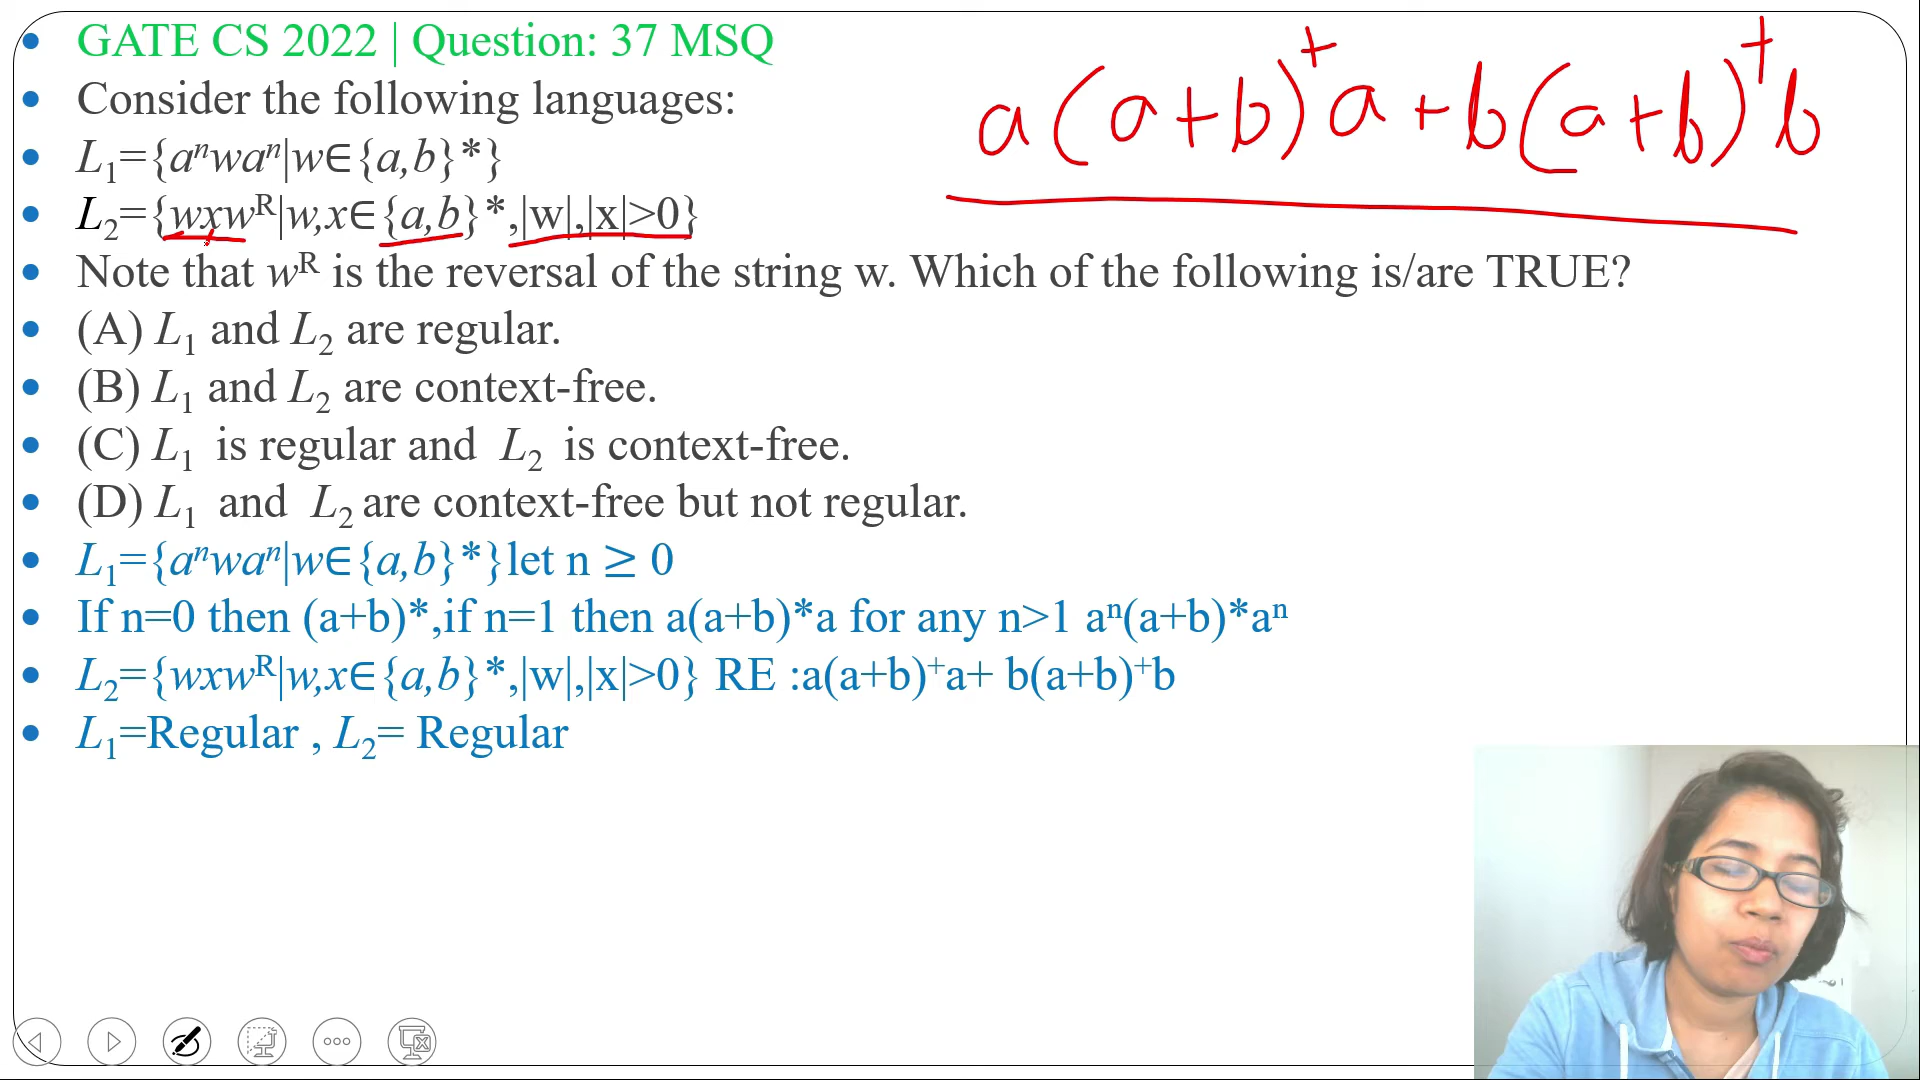 GATE CS 2022 | Question: 37 MSQ
a(a+b)⁺a+b(a+b)⁺b
Consider the following languages:
L₁={aⁿwaⁿ|w∈{a,b}*}
L₂={wxwᴿ|w,x∈{a,b}*,|w|,|x|>0}
Note that wᴿ is the reversal of the string w. Which of the following is/are TRUE?
(A) L₁ and L₂ are regular.
(B) L₁ and L₂ are context-free.
(C) L₁ is regular and L₂ is context-free.
(D) L₁ and L₂ are context-free but not regular.
L₁={aⁿwaⁿ|w∈{a,b}*}let n ≥ 0
If n=0 then (a+b)*,if n=1 then a(a+b)*a for any n>1 aⁿ(a+b)*aⁿ
L₂={wxwᴿ|w,x∈{a,b}*,|w|,|x|>0} RE :a(a+b)⁺a+ b(a+b)⁺b
L₁=Regular , L₂= Regular